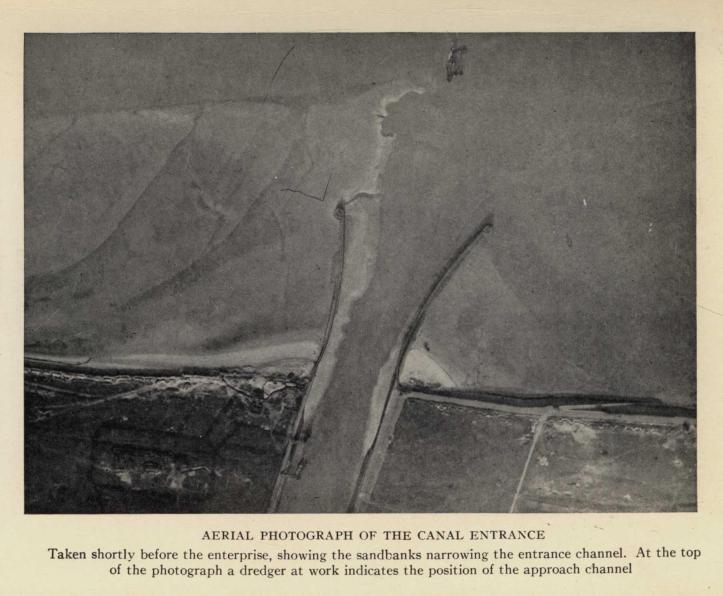 AERIAL PHOTOGRAPH OF THE CANAL ENTRANCE
Taken shortly before the enterprise, showing the sandbanks narrowing the entrance channel. At the top
of the photograph a dredger at work indicates the position of the approach channel